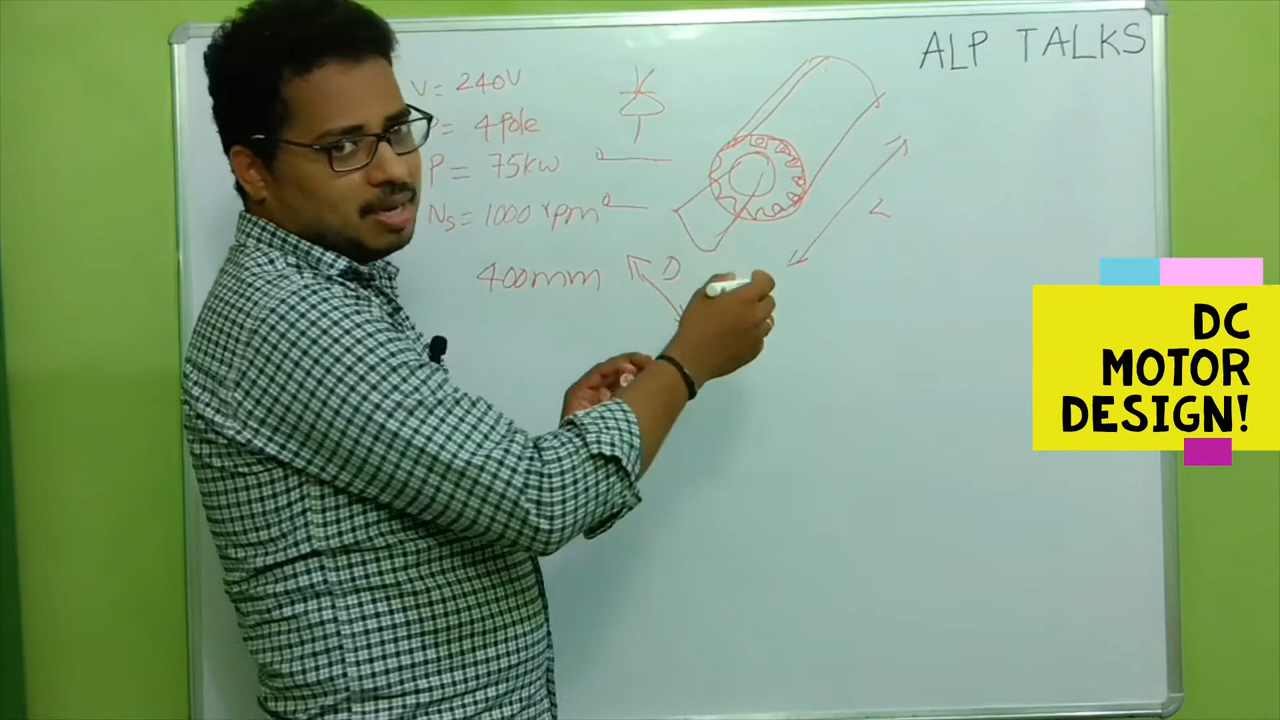 ALP TALKS
V = 240V
= 4 Pole
P = 75kw
Ns = 1000 rpm
400mm
D
L
DC
MOTOR
DESIGN!